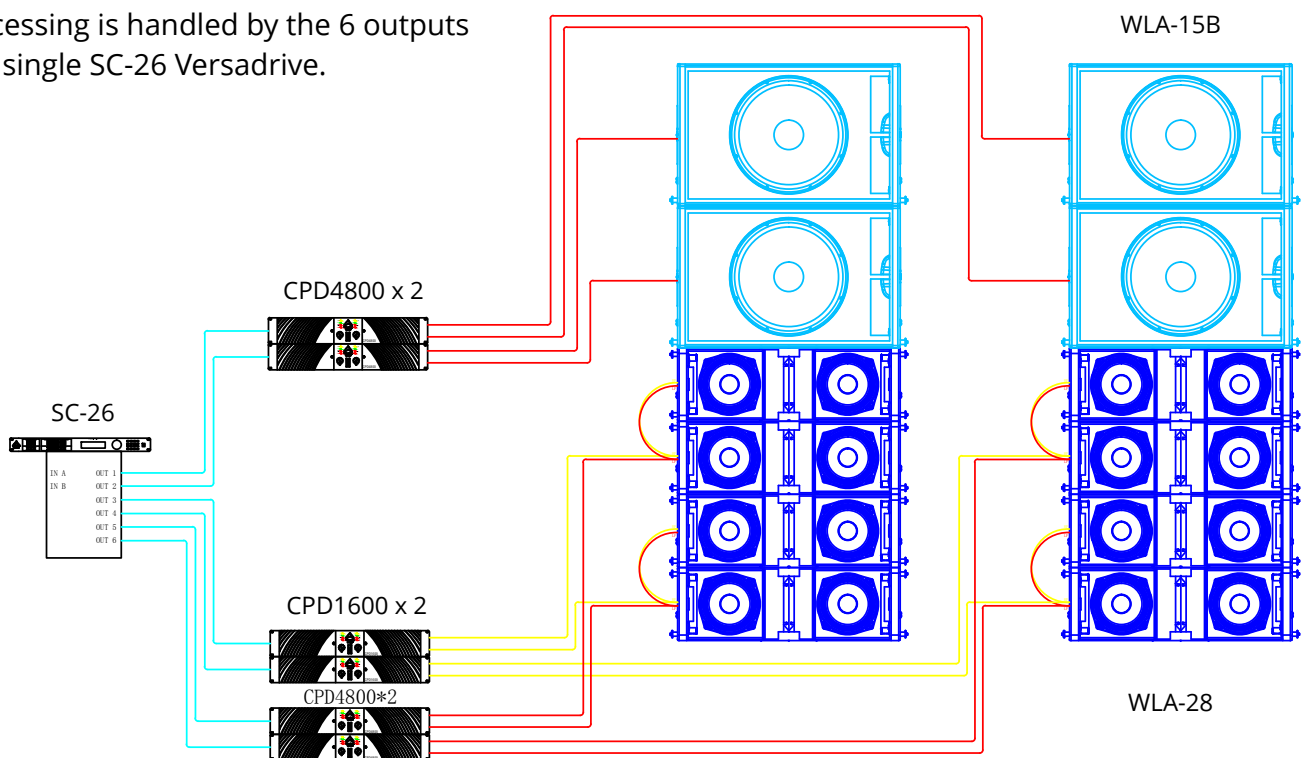 cessing is handled by the 6 outputs
single SC-26 Versadrive.
WLA-15B
CPD4800 x 2
SC-26
IN A OUT 1
IN B OUT 2
OUT 3
OUT 4
OUT 5
OUT 6
CPD1600 x 2
CPD4800*2
WLA-28